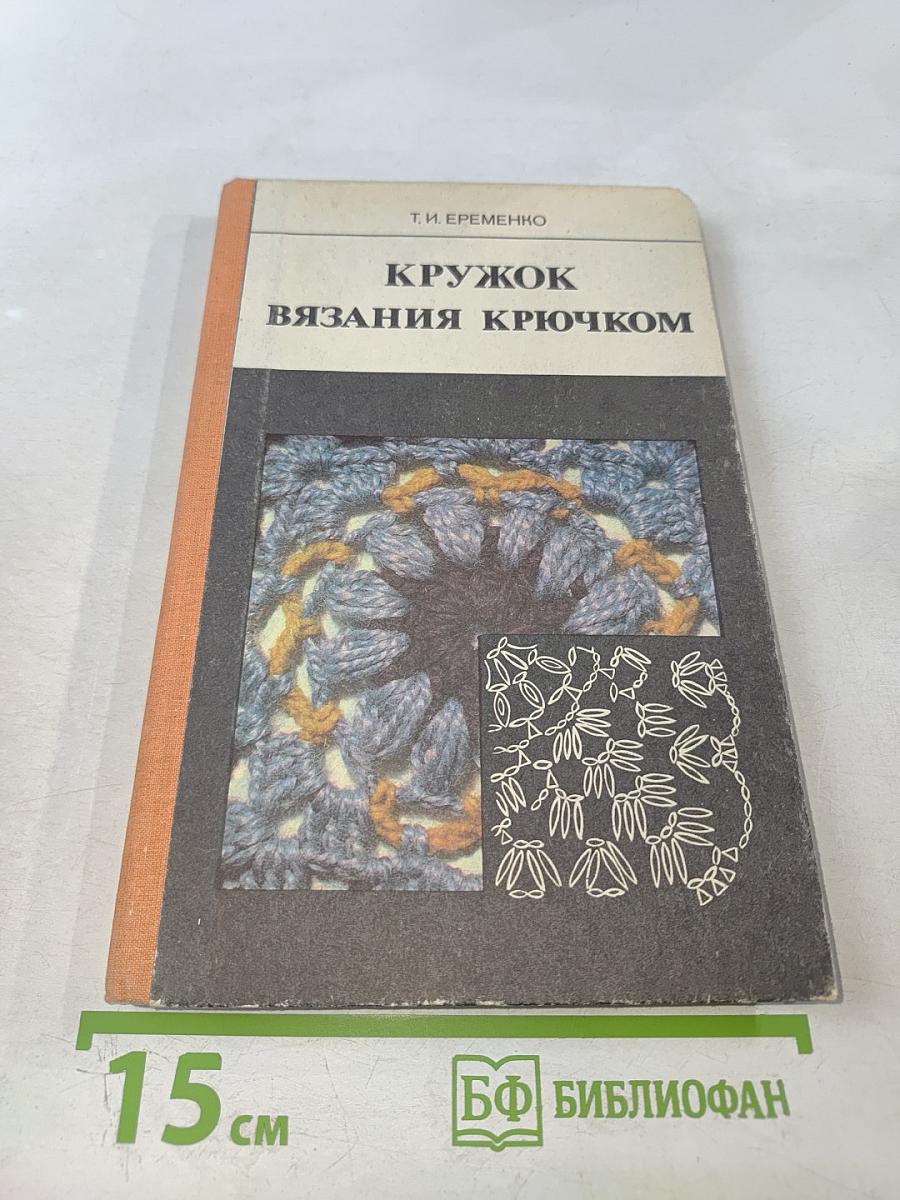 Т. И. ЕРЕМЕНКО
КРУЖОК
ВЯЗАНИЯ КРЮЧКОМ
15 см
БФ БИБЛИОФАН